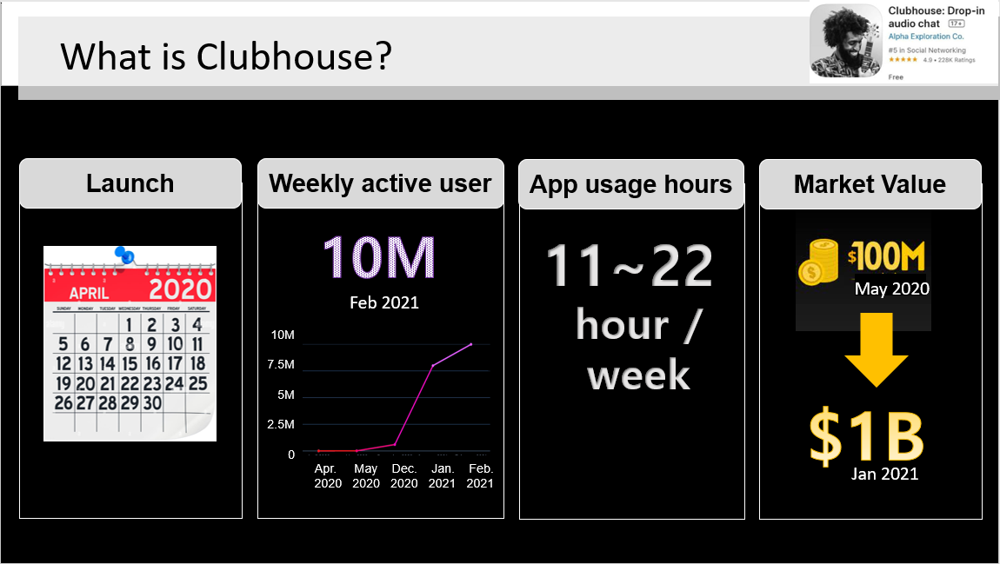 What is Clubhouse?
Clubhouse: Drop-in
audio chat 17+
Alpha Exploration Co.
#5 in Social Networking
★★★★★ 4.9 • 228K Ratings
Free
Launch
APRIL 2020
SUNDAY MONDAY TUESDAY WEDNESDAY THURSDAY FRIDAY SATURDAY
1 2 3 4
5 6 7 8 9 10 11
12 13 14 15 16 17 18
19 20 21 22 23 24 25
26 27 28 29 30
Weekly active user
10M
Feb 2021
10M
7.5M
5M
2.5M
0
Apr. May Dec. Jan. Feb.
2020 2020 2020 2021 2021
App usage hours
11~22
hour /
week
Market Value
$100M
May 2020
$1B
Jan 2021